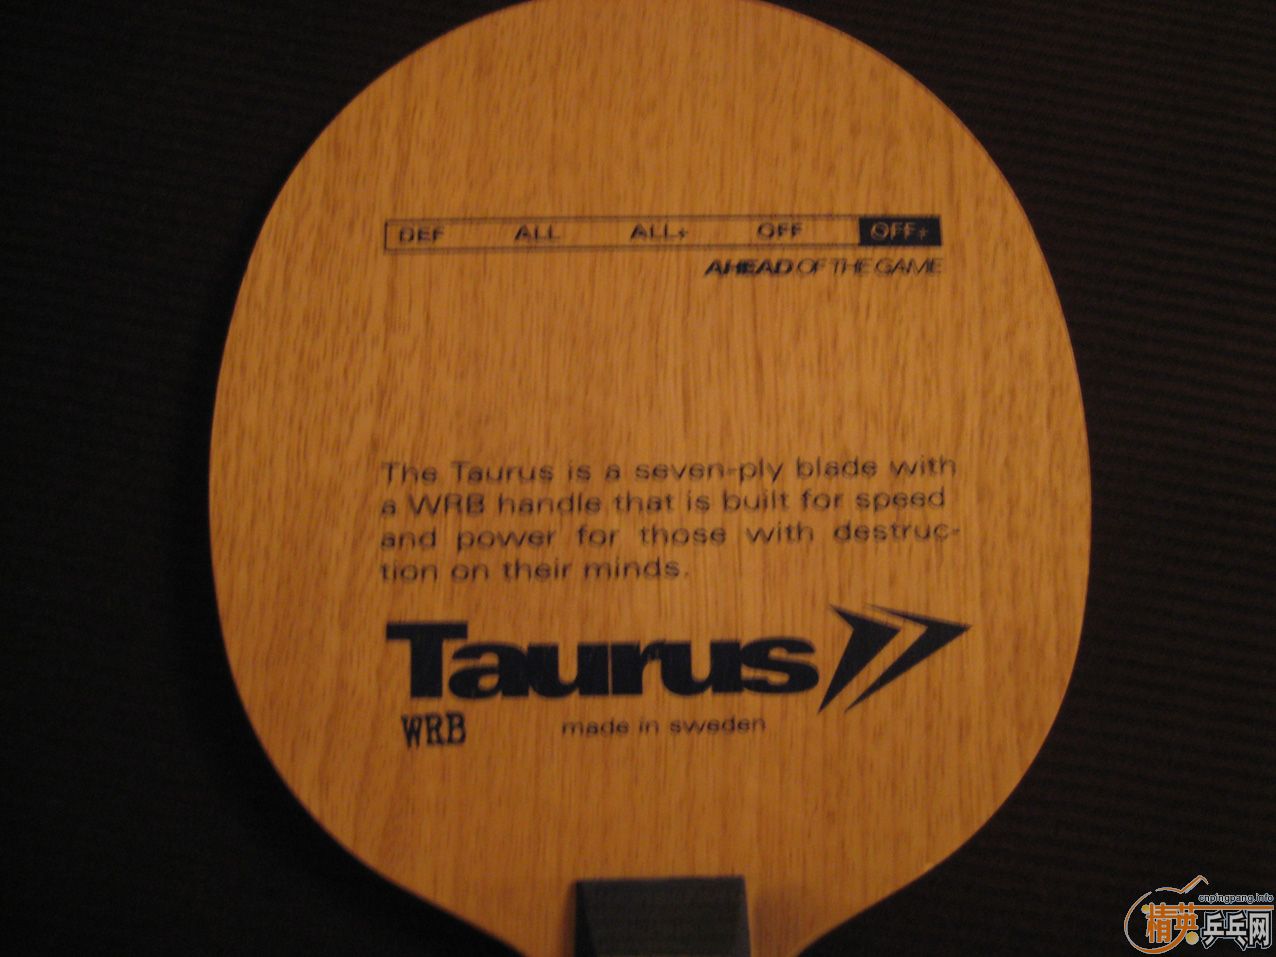 DEF ALL ALL+ OFF OFF+
AHEAD OF THE GAME
The Taurus is a seven-ply blade with
a WRB handle that is built for speed
and power for those with destruc-
tion on their minds.
Taurus
WRB made in sweden
cnpingpang.info
精英乒乓网